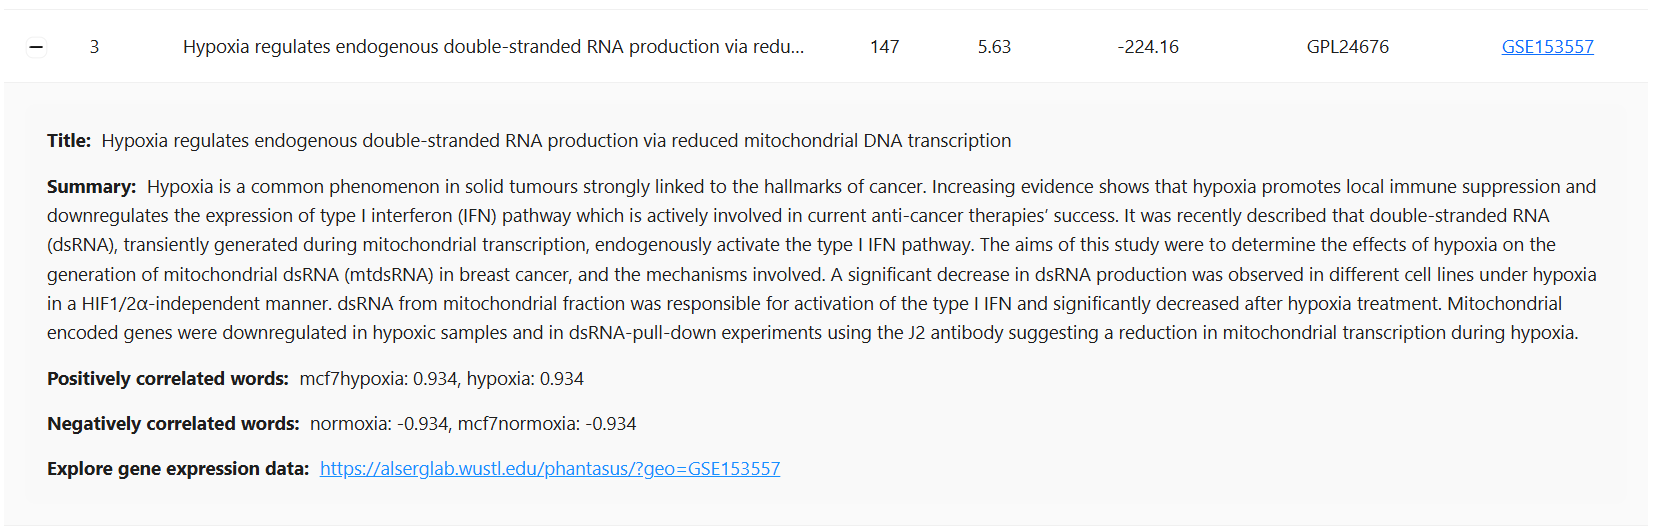 3 Hypoxia regulates endogenous double-stranded RNA production via redu... 147 5.63 -224.16 GPL24676 GSE153557
Title: Hypoxia regulates endogenous double-stranded RNA production via reduced mitochondrial DNA transcription
Summary: Hypoxia is a common phenomenon in solid tumours strongly linked to the hallmarks of cancer. Increasing evidence shows that hypoxia promotes local immune suppression and
downregulates the expression of type I interferon (IFN) pathway which is actively involved in current anti-cancer therapies’ success. It was recently described that double-stranded RNA
(dsRNA), transiently generated during mitochondrial transcription, endogenously activate the type I IFN pathway. The aims of this study were to determine the effects of hypoxia on the
generation of mitochondrial dsRNA (mtdsRNA) in breast cancer, and the mechanisms involved. A significant decrease in dsRNA production was observed in different cell lines under hypoxia
in a HIF1/2α-independent manner. dsRNA from mitochondrial fraction was responsible for activation of the type I IFN and significantly decreased after hypoxia treatment. Mitochondrial
encoded genes were downregulated in hypoxic samples and in dsRNA-pull-down experiments using the J2 antibody suggesting a reduction in mitochondrial transcription during hypoxia.
Positively correlated words: mcf7hypoxia: 0.934, hypoxia: 0.934
Negatively correlated words: normoxia: -0.934, mcf7normoxia: -0.934
Explore gene expression data: https://alserglab.wustl.edu/phantasus/?geo=GSE153557